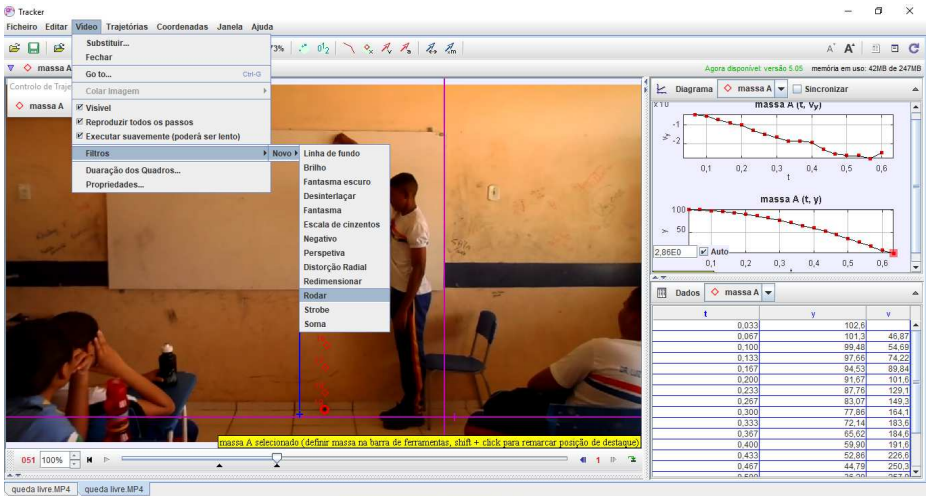 Tracker
Ficheiro Editar Vídeo Trajetórias Coordenadas Janela Ajuda
massa A
Agora disponível: versão 5.05 memória em uso: 42MB de 247MB
Substituir...
Fechar
Go to... Ctrl-G
Colar Imagem
Visível
Reproduzir todos os passos
Executar suavemente (poderá ser lento)
Filtros
Duaração dos Quadros...
Propriedades...
Novo
Linha de fundo
Brilho
Fantasma escuro
Desinterlaçar
Fantasma
Escala de cinzentos
Negativo
Perspetiva
Distorção Radial
Redimensionar
Rodar
Strobe
Soma
Controlo de Traje
massa A
massa A selecionado (definir massa na barra de ferramentas, shift + click para remarcar posição de destaque)
051 100% 1
Diagrama massa A Sincronizar
massa A (t, vy)
-1
-2
vy
0,1 0,2 0,3 0,4 0,5 0,6
t
massa A (t, y)
100
50
y
2,86E0 Auto
0,1 0,2 0,3 0,4 0,5 0,6
Dados massa A
t y v
0,033 102,6
0,067 101,3 46,87
0,100 99,48 54,69
0,133 97,66 74,22
0,167 94,53 89,84
0,200 91,67 101,6
0,233 87,76 129,1
0,267 83,07 149,3
0,300 77,86 164,1
0,333 72,14 183,6
0,367 65,62 184,6
0,400 59,90 191,6
0,433 52,86 226,6
0,467 44,79 250,3
queda livre.MP4 queda livre.MP4